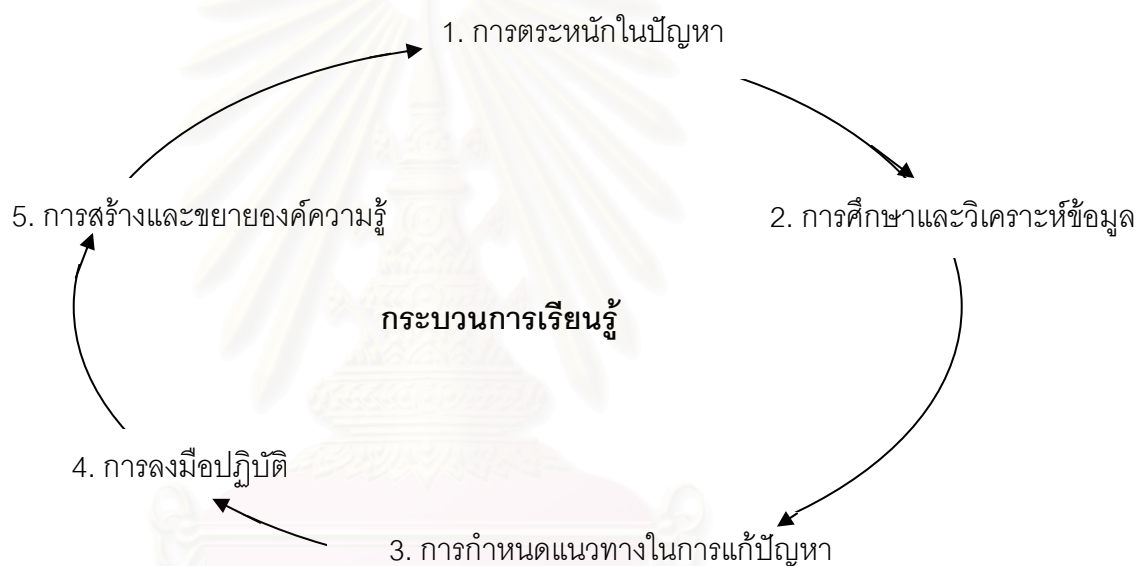 1. การตระหนักในปัญหา
2. การศึกษาและวิเคราะห์ข้อมูล
3. การกำหนดแนวทางในการแก้ปัญหา
4. การลงมือปฏิบัติ
5. การสร้างและขยายองค์ความรู้
กระบวนการเรียนรู้